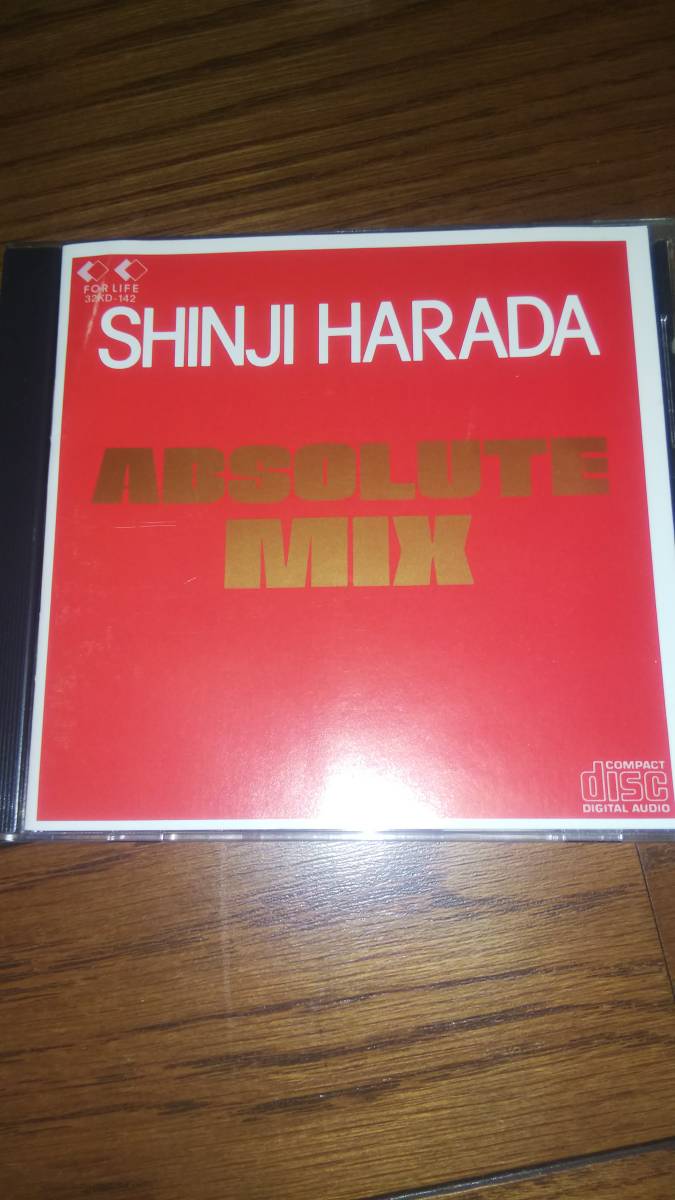 FOR LIFE
32KD-142
SHINJI HARADA
ABSOLUTE
MIX
COMPACT
disc
DIGITAL AUDIO